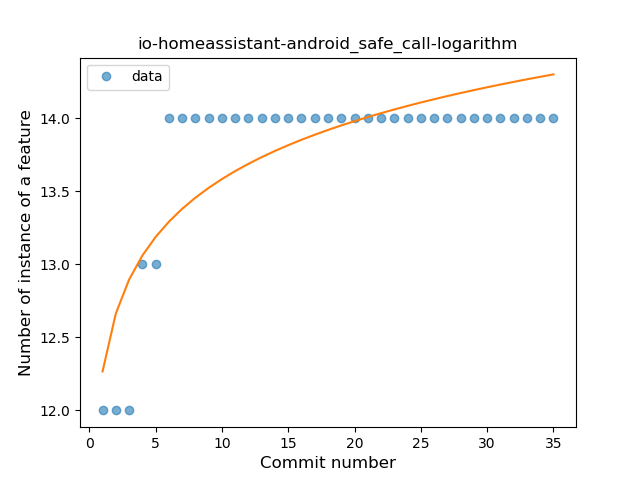 io-homeassistant-android_safe_call-logarithm
data
Number of instance of a feature
14.0
13.5
13.0
12.5
12.0
0 5 10 15 20 25 30 35
Commit number